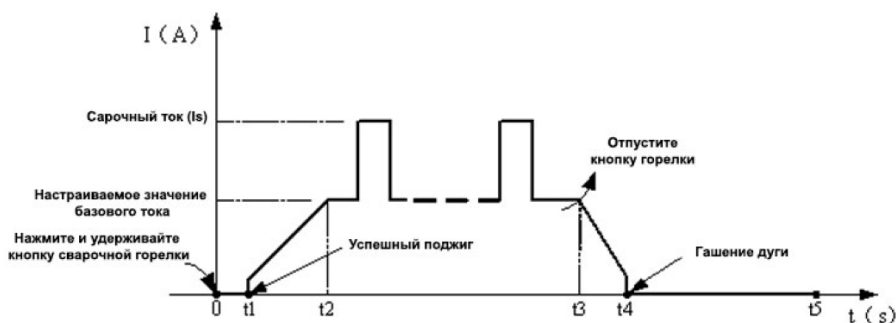 I(A)
Сарочный ток (Is)
Отпустите
кнопку горелки
Настраиваемое значение
базового тока
Нажмите и удерживайте
кнопку сварочной горелки
Успешный поджиг
Гашение дуги
0 t1 t2 t3 t4 t5 t(s)